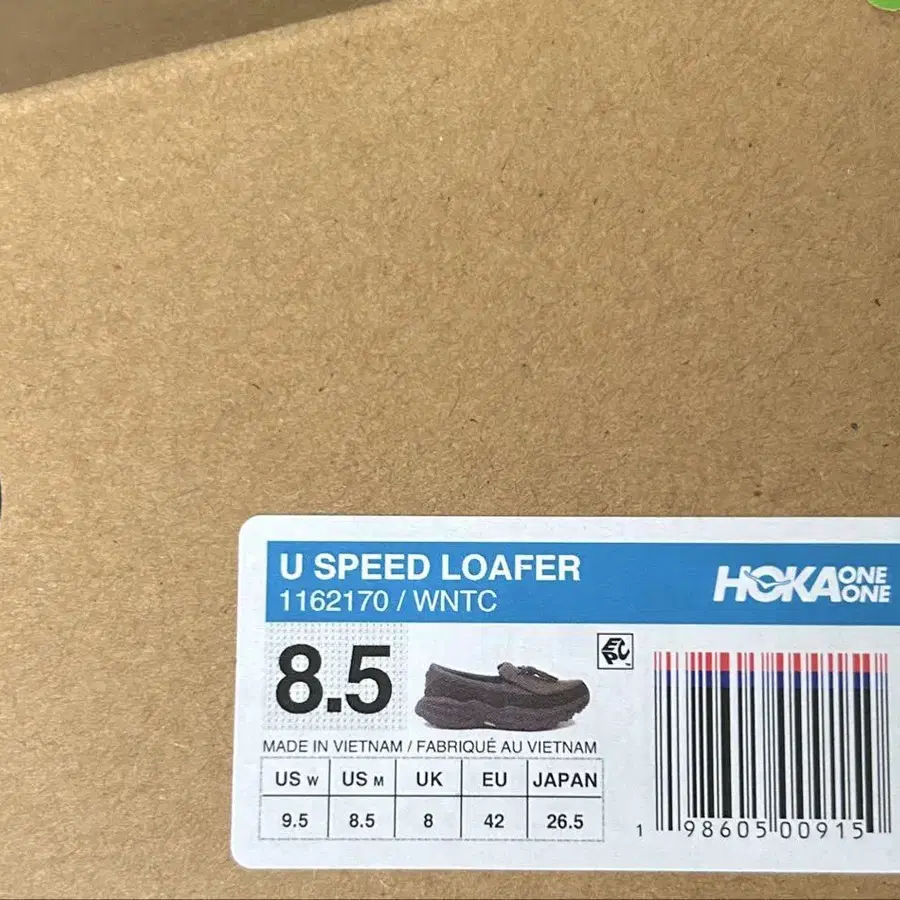 U SPEED LOAFER
1162170 / WNTC
HOKA ONE ONE
8.5
EPC
MADE IN VIETNAM / FABRIQUÉ AU VIETNAM
US W US M UK EU JAPAN
9.5 8.5 8 42 26.5
1 98605 00915